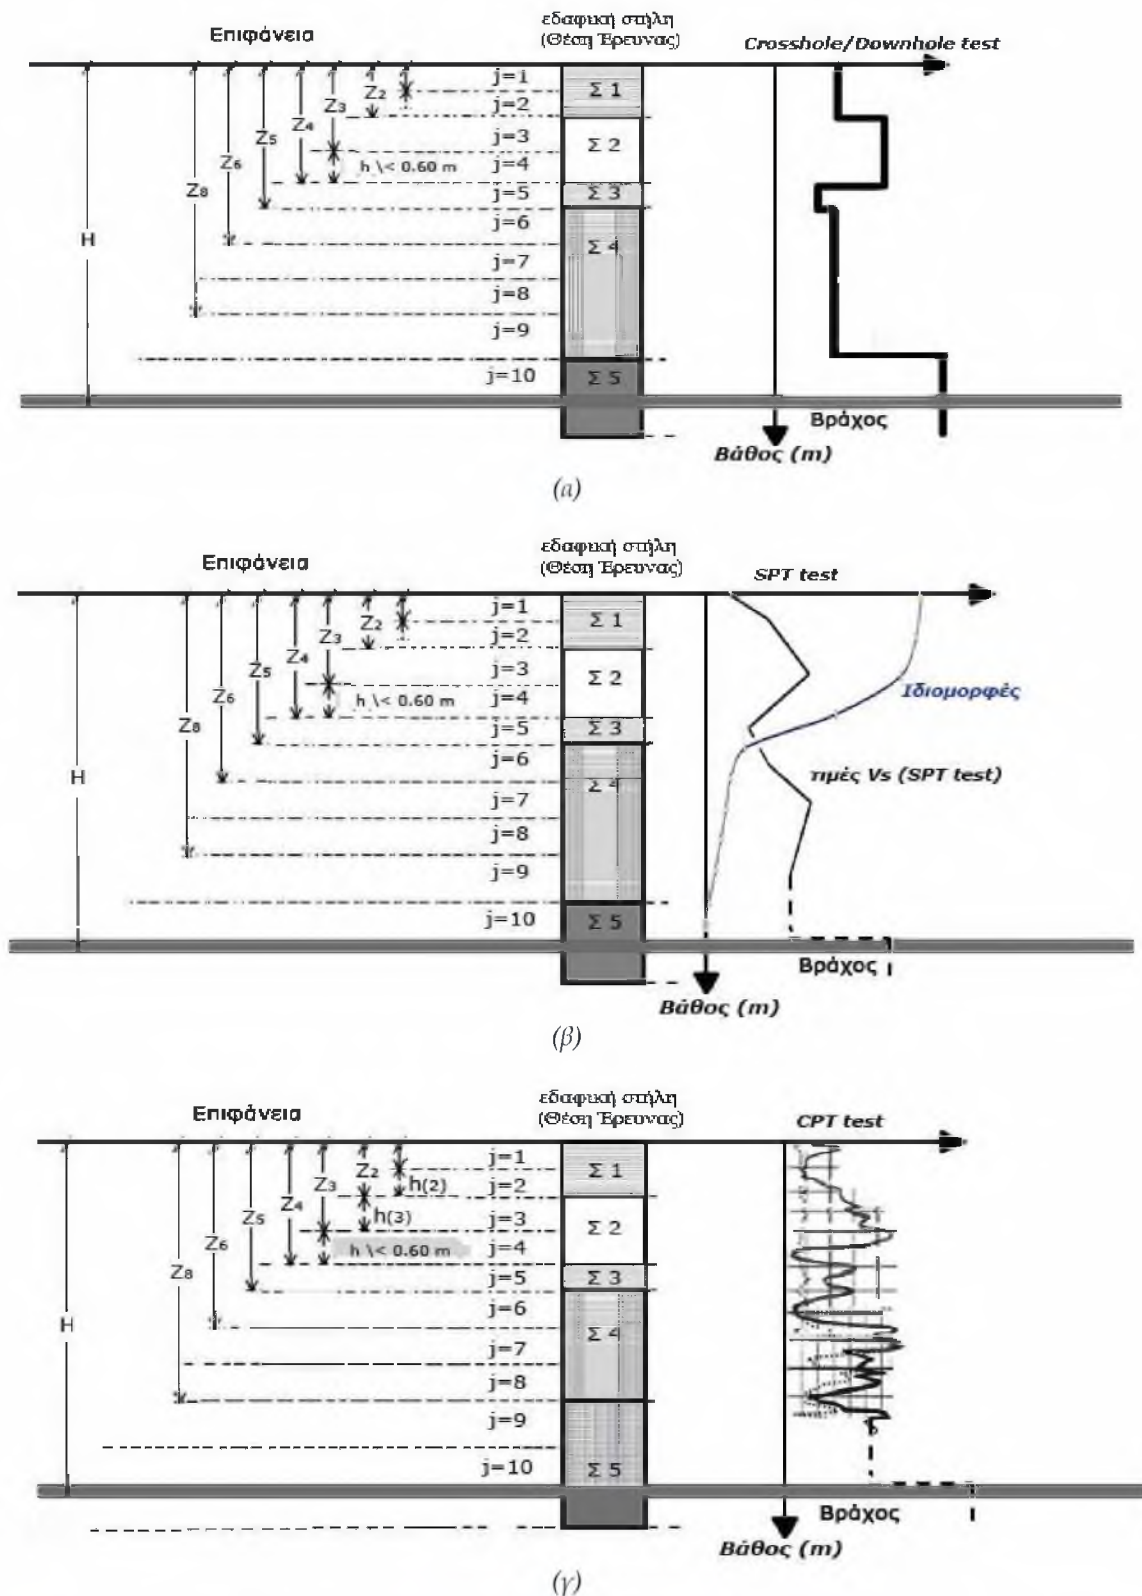 εδαφική στήλη
(Θέση Έρευνας)
Επιφάνεια
Crosshole/Downhole test
j=1
Σ 1
Z2
j=2
Z3
Z4
j=3
Σ 2
Z5
h \< 0.60 m
j=4
Z6
Z8
j=5
Σ 3
j=6
H
Σ 4
j=7
j=8
j=9
j=10
Σ 5
Βράχος
Βάθος (m)
(α)
εδαφική στήλη
(Θέση Έρευνας)
Επιφάνεια
SPT test
j=1
Σ 1
Z2
j=2
Z3
Z4
j=3
Σ 2
Z5
Ιδιομορφές
h \< 0.60 m
j=4
Z6
j=5
Σ 3
Z8
j=6
H
Σ 4
τιμές Vs (SPT test)
j=7
j=8
j=9
j=10
Σ 5
Βράχος
Βάθος (m)
(β)
εδαφική στήλη
(Θέση Έρευνας)
Επιφάνεια
CPT test
j=1
Σ 1
Z2
j=2
h(2)
Z3
Z4
h(3)
j=3
Σ 2
Z5
h \< 0.60 m
j=4
Z6
j=5
Σ 3
Z8
j=6
H
Σ 4
j=7
j=8
j=9
j=10
Σ 5
Βράχος
Βάθος (m)
(γ)